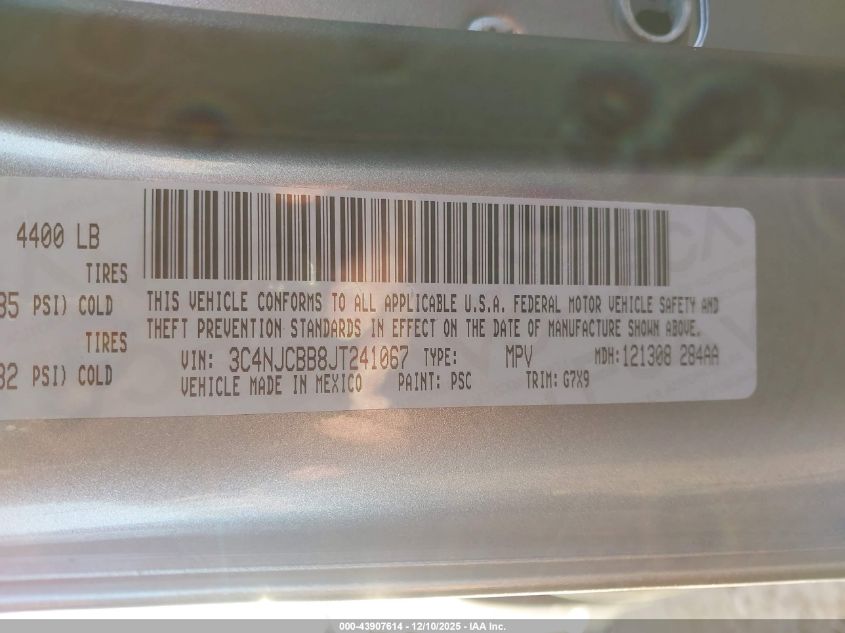 4400 LB
TIRES
35 PSI) COLD
TIRES
32 PSI) COLD
THIS VEHICLE CONFORMS TO ALL APPLICABLE U.S.A. FEDERAL MOTOR VEHICLE SAFETY AND
THEFT PREVENTION STANDARDS IN EFFECT ON THE DATE OF MANUFACTURE SHOWN ABOVE.
VIN: 3C4NJCBB8JT241067 TYPE: MPV MDH:121308 284AA
VEHICLE MADE IN MEXICO PAINT: PSC TRIM: G7X9
000-43907614 - 12/10/2025 - IAA Inc.